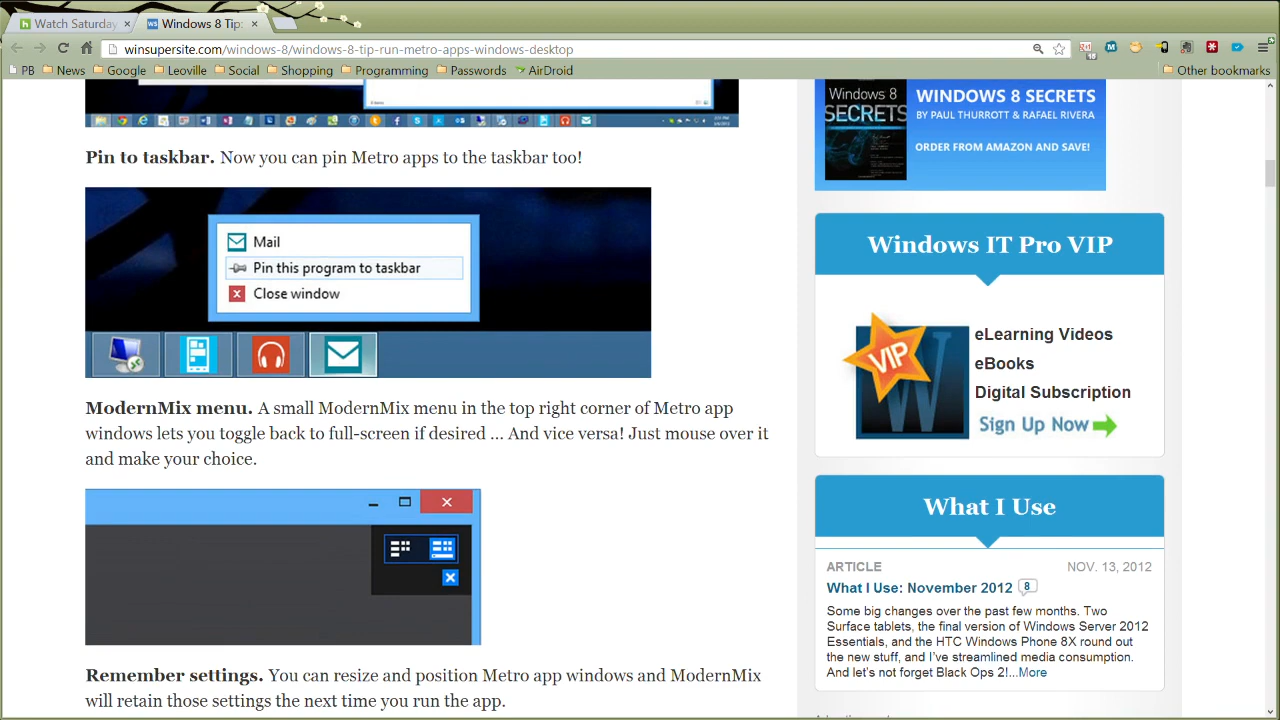 Watch Saturday
Windows 8 Tip:
winsupersite.com/windows-8/windows-8-tip-run-metro-apps-windows-desktop
PB
News
Google
Leoville
Social
Shopping
Programming
Passwords
AirDroid
Other bookmarks
Pin to taskbar. Now you can pin Metro apps to the taskbar too!
Mail
Pin this program to taskbar
Close window
ModernMix menu. A small ModernMix menu in the top right corner of Metro app
windows lets you toggle back to full-screen if desired ... And vice versa! Just mouse over it
and make your choice.
Remember settings. You can resize and position Metro app windows and ModernMix
will retain those settings the next time you run the app.
Windows 8
SECRETS
WINDOWS 8 SECRETS
BY PAUL THURROTT & RAFAEL RIVERA
ORDER FROM AMAZON AND SAVE!
Windows IT Pro VIP
VIP
W
eLearning Videos
eBooks
Digital Subscription
Sign Up Now
What I Use
ARTICLE
NOV. 13, 2012
What I Use: November 2012
8
Some big changes over the past few months. Two
Surface tablets, the final version of Windows Server 2012
Essentials, and the HTC Windows Phone 8X round out
the new stuff, and I've streamlined media consumption.
And let's not forget Black Ops 2!...More